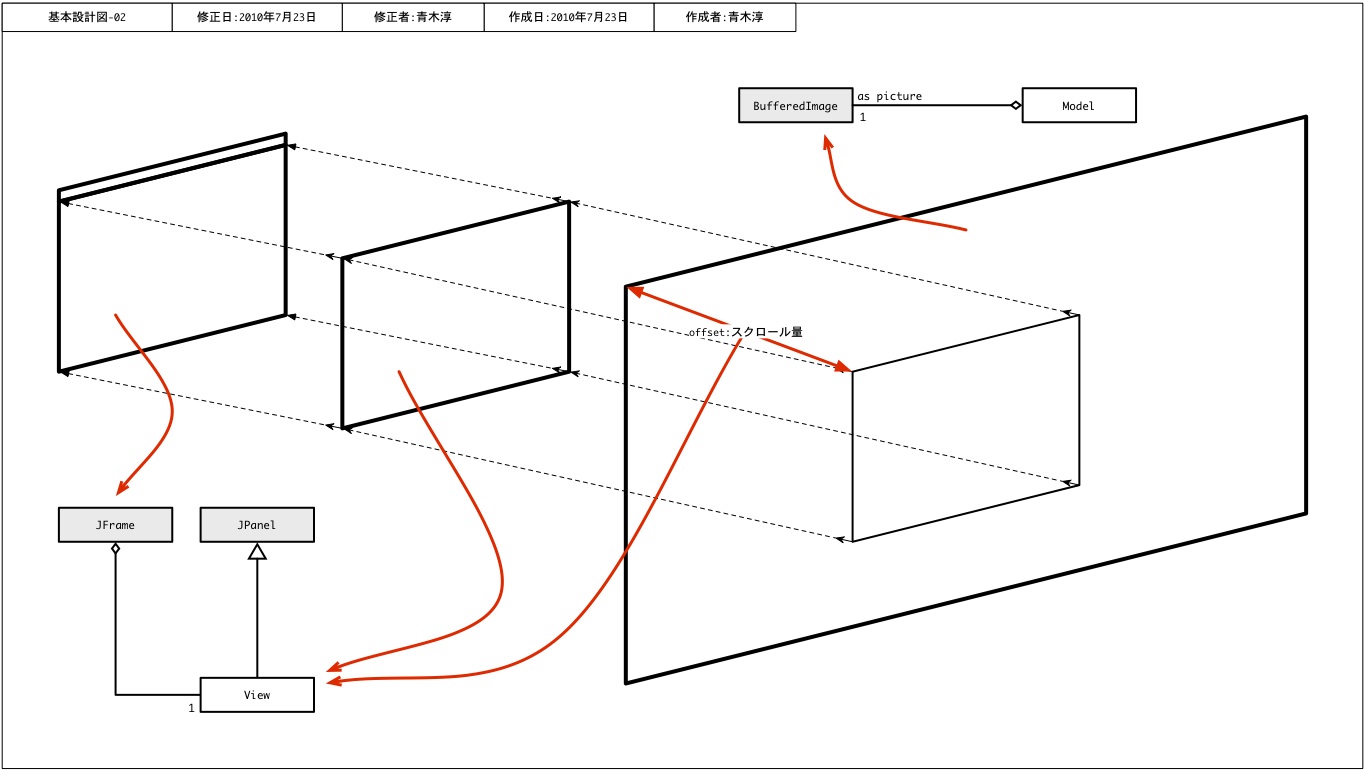 基本設計図-02
修正日:2010年7月23日
修正者:青木淳
作成日:2010年7月23日
作成者:青木淳
BufferedImage
as picture
1
Model
offset:スクロール量
JFrame
JPanel
View
1